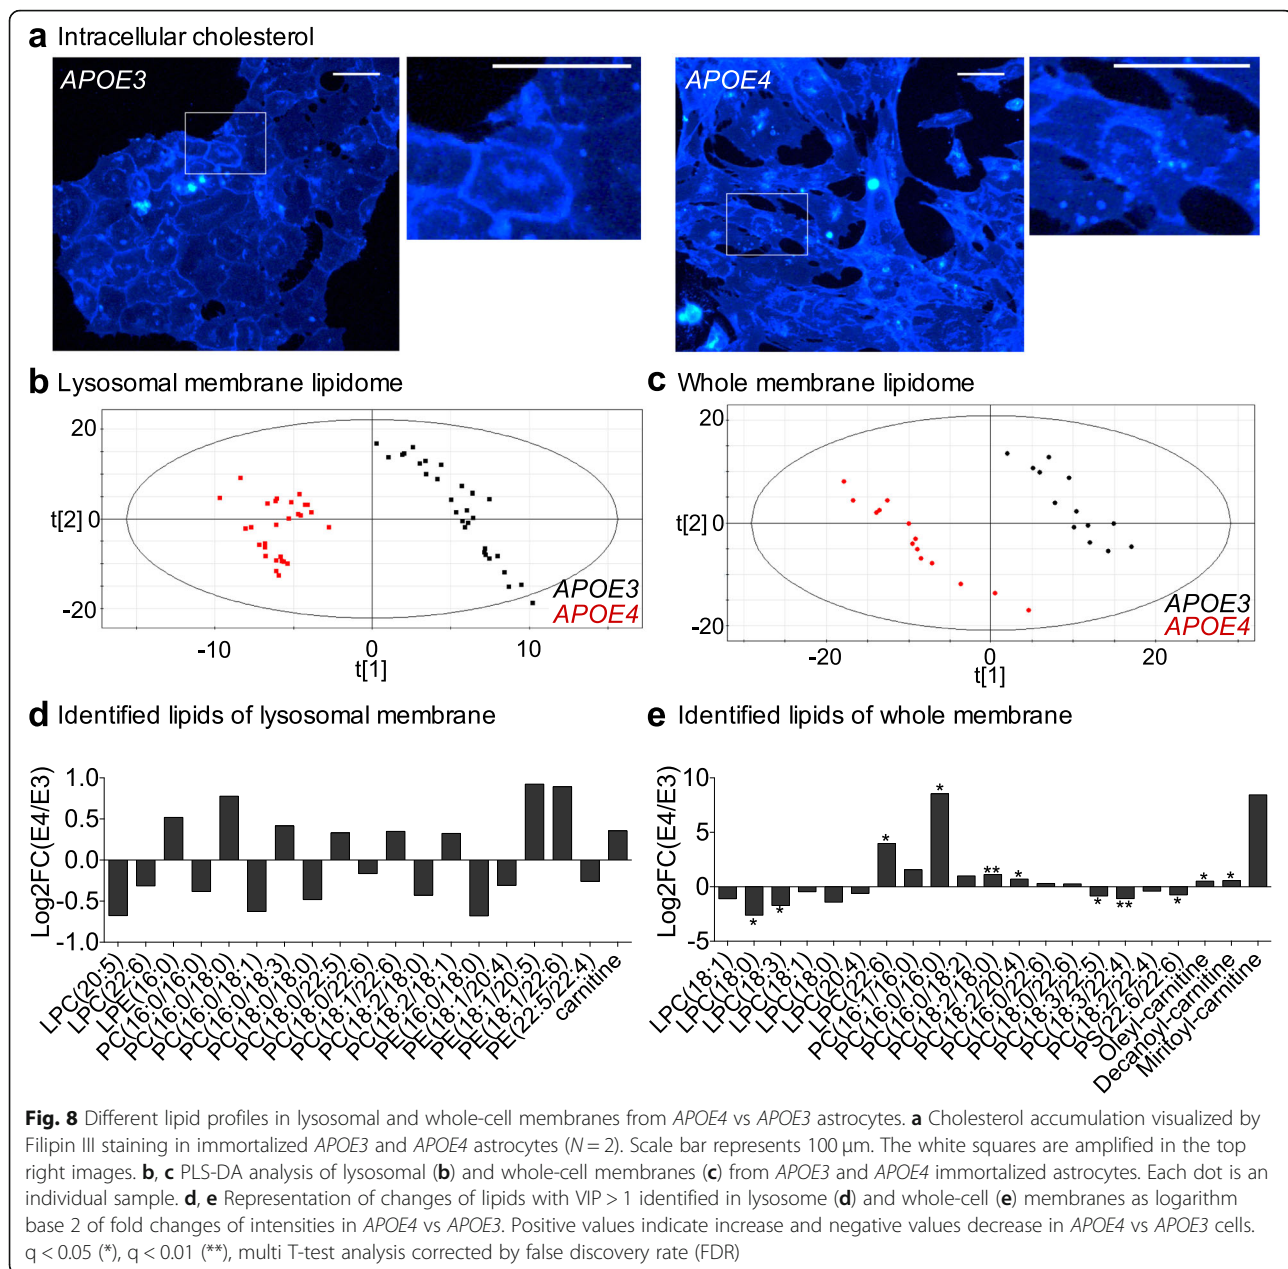 a Intracellular cholesterol
APOE3
APOE4
b Lysosomal membrane lipidome
20
t[2] 0
-20
-10
0
10
t[1]
APOE3
APOE4
c Whole membrane lipidome
20
t[2] 0
-20
-20
0
20
t[1]
APOE3
APOE4
d Identified lipids of lysosomal membrane
Log2FC(E4/E3)
1.0
0.5
0.0
-0.5
-1.0
LPC(20:5)
LPC(22:6)
LPE(16:0)
PC(16:0/16:0)
PC(16:0/18:0)
PC(16:0/18:1)
PC(16:0/18:3)
PC(18:0/18:0)
PC(18:0/22:5)
PC(18:0/22:6)
PC(18:1/22:6)
PC(18:2/18:0)
PC(18:2/18:1)
PE(16:0/18:0)
PE(18:1/20:4)
PE(18:1/20:5)
PE(18:1/22:6)
PE(22:5/22:4)
carnitine
e Identified lipids of whole membrane
Log2FC(E4/E3)
10
5
0
-5
* * * * ** * * ** * * *
LPC(18:1)
LPC(18:0)
LPC(18:3)
LPC(18:1)
LPC(18:0)
LPC(20:4)
LPC(22:6)
PC(16:1/16:0)
PC(16:0/16:0)
PC(16:0/18:2)
PC(18:2/18:0)
PC(18:2/20:4)
PC(16:0/22:6)
PC(18:0/22:6)
PC(18:3/22:5)
PC(18:3/22:4)
PC(18:2/22:4)
PS(22:6/22:6)
Oleyl-carnitine
Decanoyl-carnitine
Miritoyl-carnitine
Fig. 8 Different lipid profiles in lysosomal and whole-cell membranes from APOE4 vs APOE3 astrocytes. a Cholesterol accumulation visualized by
Filipin III staining in immortalized APOE3 and APOE4 astrocytes (N = 2). Scale bar represents 100 μm. The white squares are amplified in the top
right images. b, c PLS-DA analysis of lysosomal (b) and whole-cell membranes (c) from APOE3 and APOE4 immortalized astrocytes. Each dot is an
individual sample. d, e Representation of changes of lipids with VIP > 1 identified in lysosome (d) and whole-cell (e) membranes as logarithm
base 2 of fold changes of intensities in APOE4 vs APOE3. Positive values indicate increase and negative values decrease in APOE4 vs APOE3 cells.
q < 0.05 (*), q < 0.01 (**), multi T-test analysis corrected by false discovery rate (FDR)